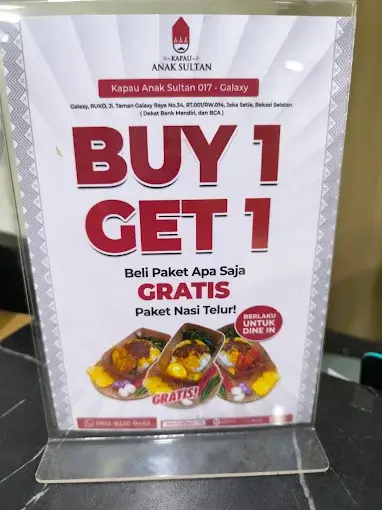 KAPAU
ANAK SULTAN
Kapau Anak Sultan 017 - Galaxy
Galaxy, RUKO, Jl. Taman Galaxy Raya No.34, RT.001/RW.014, Jaka Setia, Bekasi Selatan
( Dekat Bank Mandiri, dan BCA )
BUY 1
GET 1
Beli Paket Apa Saja
GRATIS
Paket Nasi Telur!
BERLAKU
UNTUK
DINE IN
GRATIS!